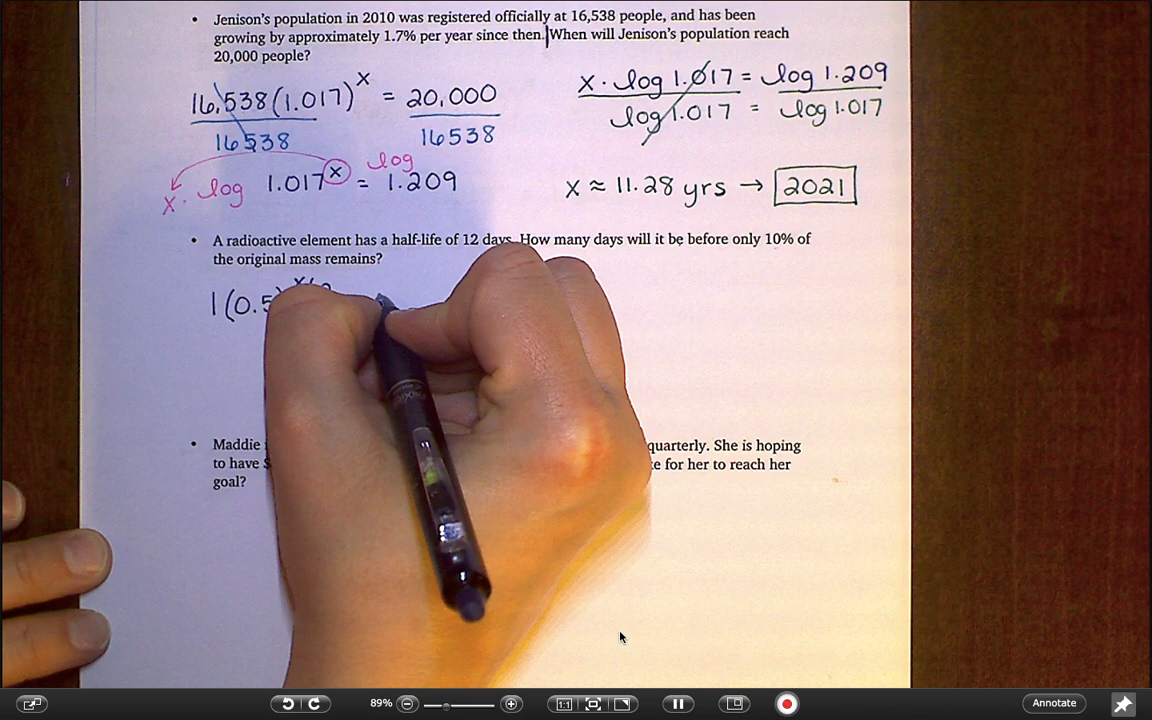 • Jenison's population in 2010 was registered officially at 16,538 people, and has been
growing by approximately 1.7% per year since then. When will Jenison's population reach
20,000 people?
16,538(1.017)^x = 20,000
16538 16538
x · log 1.017^x = log 1.209
x · log 1.017 = log 1.209
log 1.017 = log 1.017
x ≈ 11.28 yrs → 2021
• A radioactive element has a half-life of 12 days. How many days will it be before only 10% of
the original mass remains?
1(0.5
• Maddie quarterly. She is hoping
to have for her to reach her
goal?
89%
1:1
Annotate